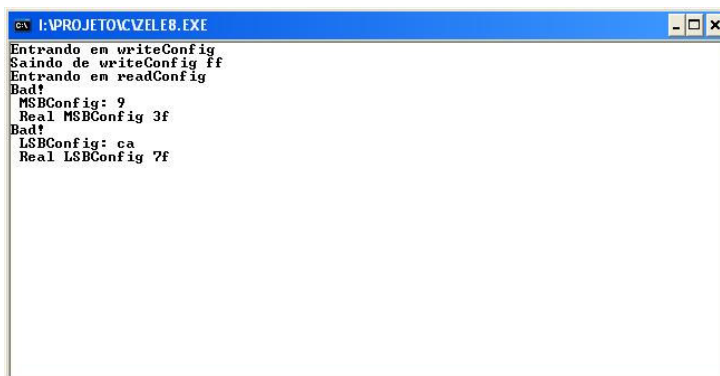 I:\PROJETO\C\ZELE8.EXE
Entrando em writeConfig
Saindo de writeConfig ff
Entrando em readConfig
Bad!
MSBConfig: 9
Real MSBConfig 3f
Bad!
LSBConfig: ca
Real LSBConfig 7f